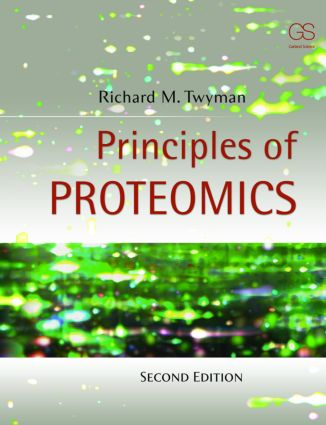 GS
Garland Science
Richard M. Twyman
Principles of
PROTEOMICS
SECOND EDITION